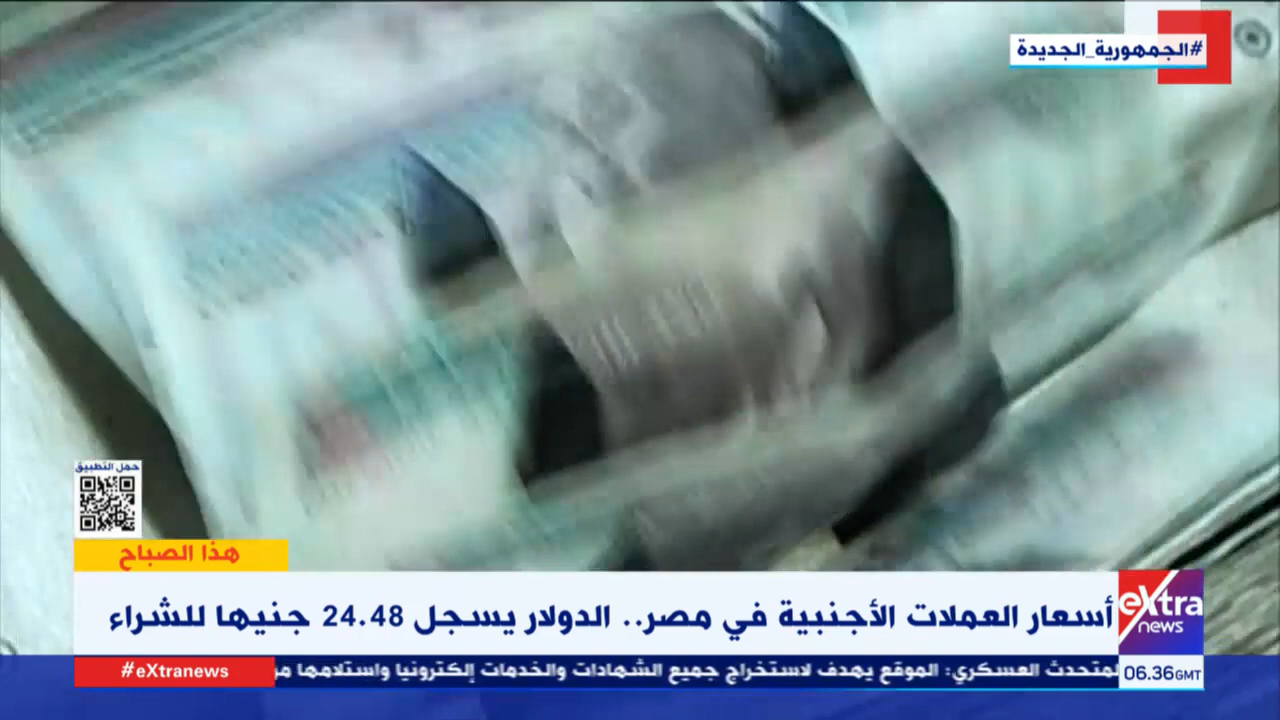 #الجمهورية_الجديدة
حمل التطبيق
هذا الصباح
أسعار العملات الأجنبية في مصر.. الدولار يسجل 24.48 جنيها للشراء
eXtra
news
لمتحدث العسكري: الموقع يهدف لاستخراج جميع الشهادات والخدمات إلكترونيا واستلامها
#eXtranews
06.36GMT